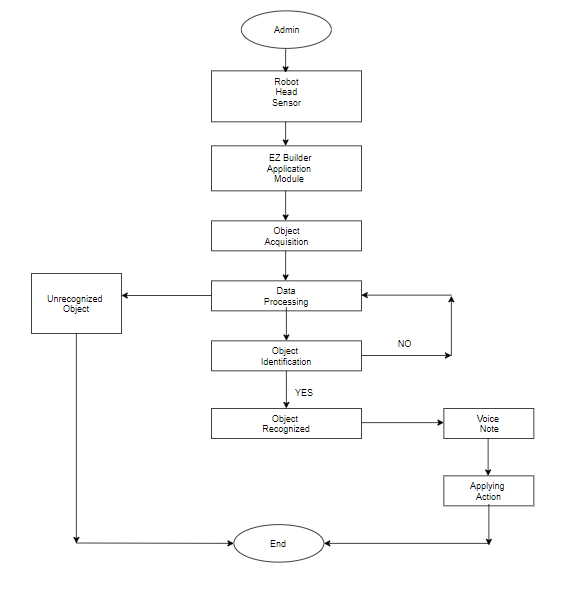 Admin
Robot
Head
Sensor
EZ Builder
Application
Module
Object
Acquisition
Data
Processing
Unrecognized
Object
Object
Identification
NO
YES
Object
Recognized
Voice
Note
Applying
Action
End